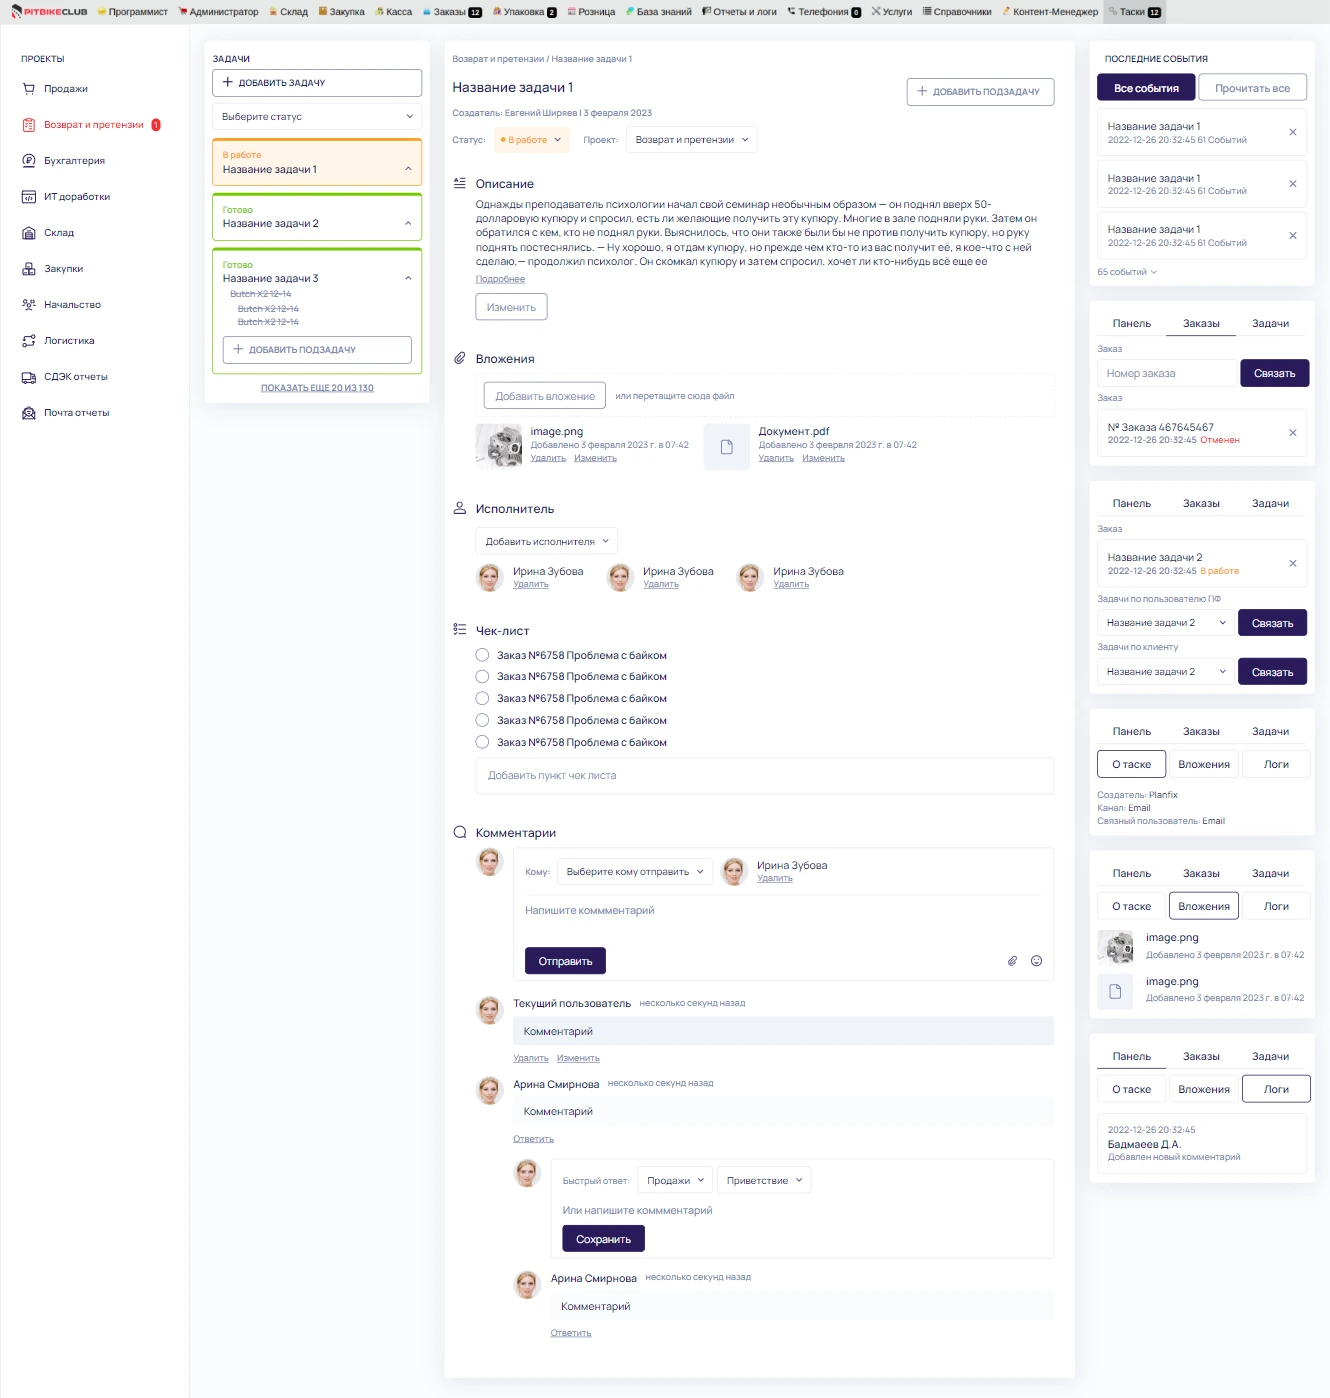 PITBIKECLUB Программист Администратор Склад Закупка Касса Заказы 12 Упаковка 2 Розница База знаний Отчеты и логи Телефония 0 Услуги Справочники Контент-Менеджер Таски 12
ПРОЕКТЫ
Продажи
Возврат и претензии 1
Бухгалтерия
ИТ доработки
Склад
Закупки
Начальство
Логистика
СДЭК отчеты
Почта отчеты
ЗАДАЧИ
ДОБАВИТЬ ЗАДАЧУ
Выберите статус
В работе
Название задачи 1
Готово
Название задачи 2
Готово
Название задачи 3
Butch X2 12-14
Butch X2 12-14
Butch X2 12-14
ДОБАВИТЬ ПОДЗАДАЧУ
ПОКАЗАТЬ ЕЩЕ 20 ИЗ 130
Возврат и претензии / Название задачи 1
Название задачи 1
ДОБАВИТЬ ПОДЗАДАЧУ
Создатель: Евгений Ширяев | 3 февраля 2023
Статус: В работе Проект: Возврат и претензии
Описание
Однажды преподаватель психологии начал свой семинар необычным образом — он поднял вверх 50-
долларовую купюру и спросил, есть ли желающие получить эту купюру. Многие в зале подняли руки. Затем он
обратился с кем, кто не поднял руки. Выяснилось, что они также были бы не против получить купюру, но руку
поднять постеснялись. — Ну хорошо, я отдам купюру, но прежде чем кто-то из вас получит её, я кое-что с ней
сделаю,— продолжил психолог. Он скомкал купюру и затем спросил, хочет ли кто-нибудь всё еще ее
Подробнее
Изменить
Вложения
Добавить вложение или перетащите сюда файл
image.png
Добавлено 3 феврвля 2023 г. в 07:42
Удалить Изменить
Документ.pdf
Добавлено 3 феврвля 2023 г. в 07:42
Удалить Изменить
Исполнитель
Добавить исполнителя
Ирина Зубова
Удалить
Ирина Зубова
Удалить
Ирина Зубова
Удалить
Чек-лист
Заказ №6758 Проблема с байком
Заказ №6758 Проблема с байком
Заказ №6758 Проблема с байком
Заказ №6758 Проблема с байком
Заказ №6758 Проблема с байком
Добавить пункт чек листа
Комментарии
Кому: Выберите кому отправить
Ирина Зубова
Удалить
Напишите коммментарий
Отправить
Текущий пользователь несколько секунд назад
Комментарий
Удалить Изменить
Арина Смирнова несколько секунд назад
Комментарий
Ответить
Быстрый ответ: Продажи Приветствие
Или напишите коммментарий
Сохранить
Арина Смирнова несколько секунд назад
Комментарий
Ответить
ПОСЛЕДНИЕ СОБЫТИЯ
Все события Прочитать все
Название задачи 1
2022-12-26 20:32:45 61 Событий
Название задачи 1
2022-12-26 20:32:45 61 Событий
Название задачи 1
2022-12-26 20:32:45 61 Событий
65 событий
Панель Заказы Задачи
Заказ
Номер заказа Связать
Заказ
№ Заказа 467645467
2022-12-26 20:32:45 Отменен
Панель Заказы Задачи
Заказ
Название задачи 2
2022-12-26 20:32:45 В работе
Задачи по пользователю ПФ
Название задачи 2 Связать
Задачи по клиенту
Название задачи 2 Связать
Панель Заказы Задачи
О таске Вложения Логи
Создатель: Planfix
Канал: Email
Связный пользователь: Email
Панель Заказы Задачи
О таске Вложения Логи
image.png
Добавлено 3 феврвля 2023 г. в 07:42
image.png
Добавлено 3 феврвля 2023 г. в 07:42
Панель Заказы Задачи
О таске Вложения Логи
2022-12-26 20:32:45
Бадмаеев Д.А.
Добавлен новый комментарий